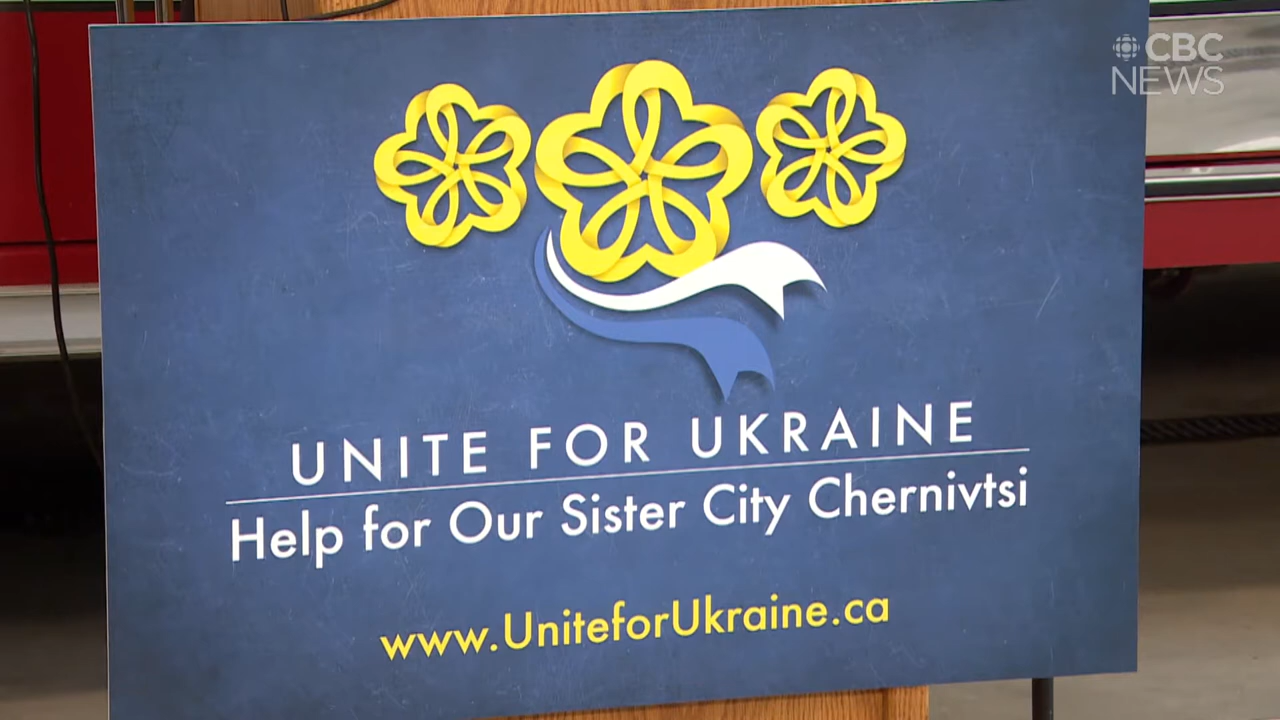 CBC
NEWS
UNITE FOR UKRAINE
Help for Our Sister City Chernivtsi
www.UniteforUkraine.ca